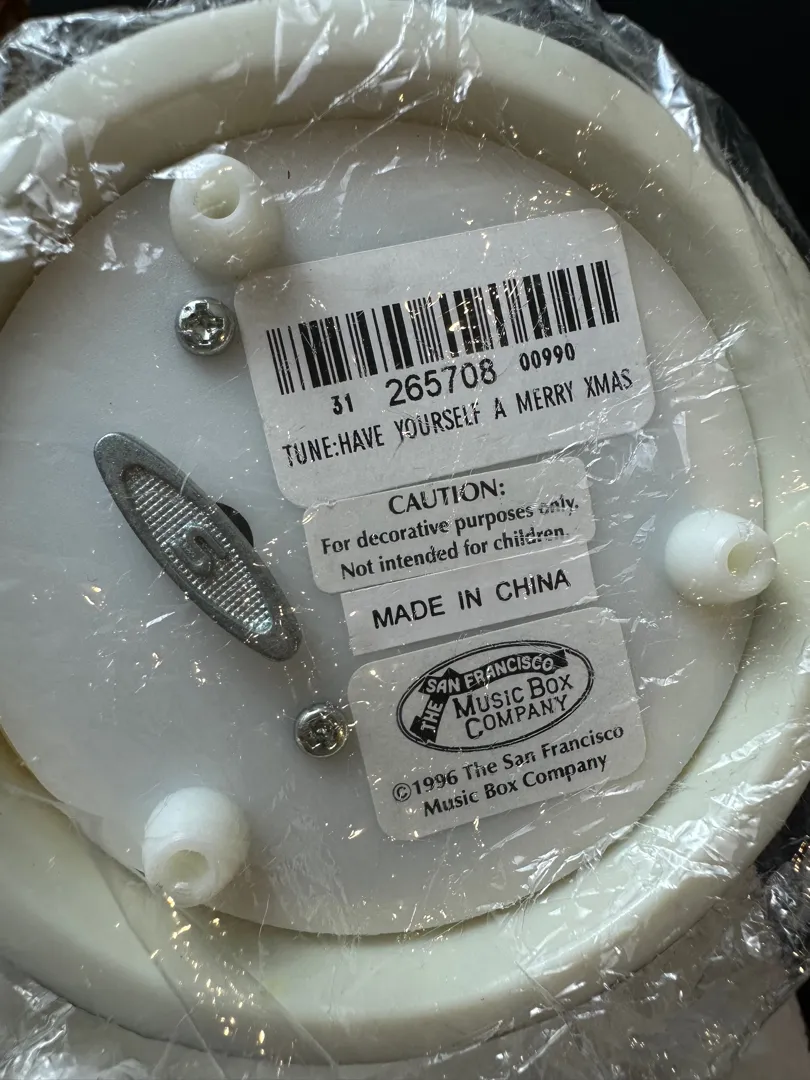 31 265708 00990
TUNE:HAVE YOURSELF A MERRY XMAS
CAUTION:
For decorative purposes only.
Not intended for children.
MADE IN CHINA
THE SAN FRANCISCO
MUSIC BOX
COMPANY
©1996 The San Francisco
Music Box Company
S